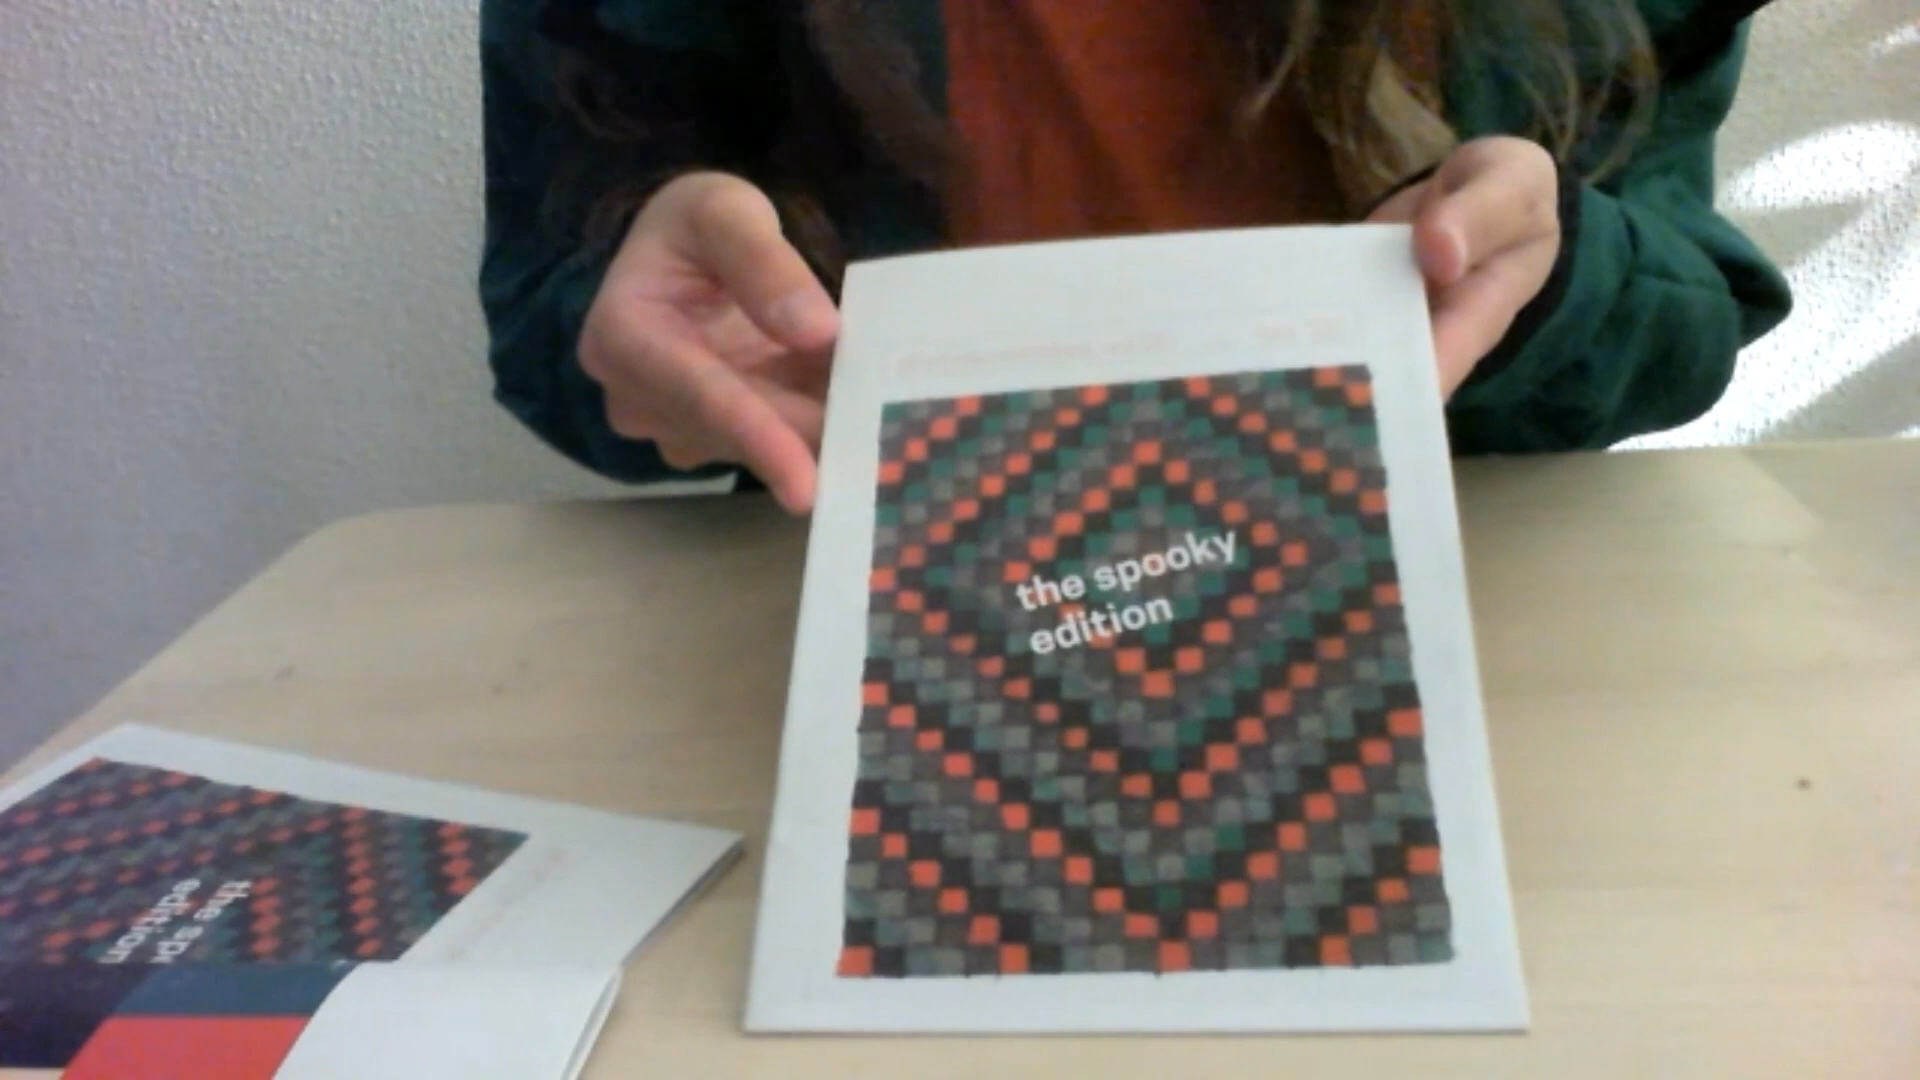 the spooky
edition
the sp
edition